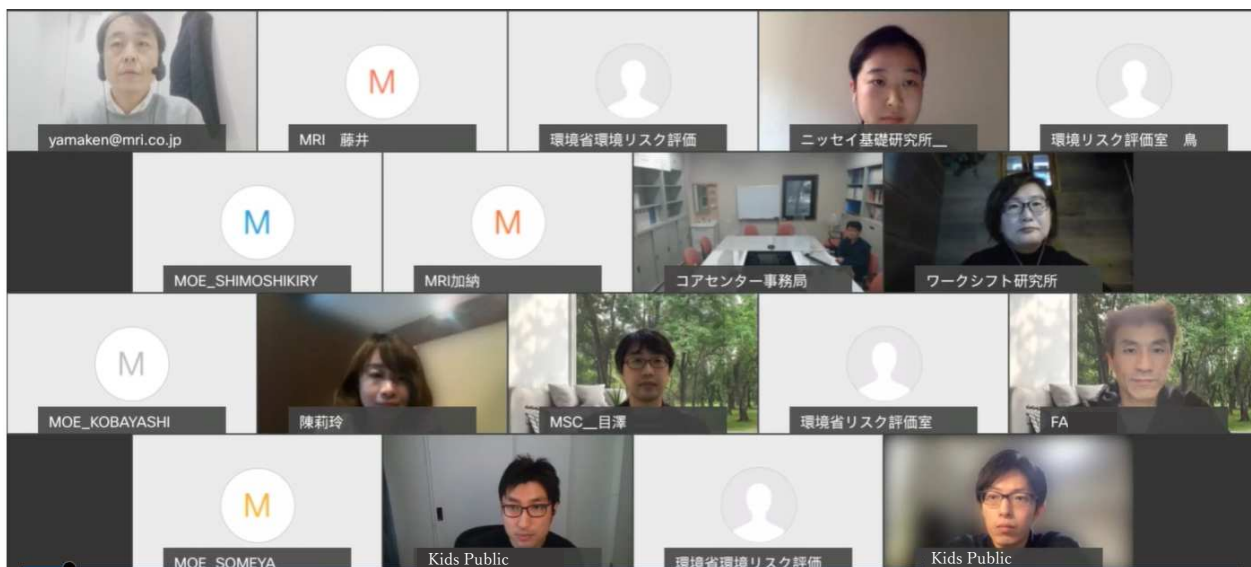 yamaken@mri.co.jp
M
MRI 藤井
環境省環境リスク評価
ニッセイ基礎研究所__
環境リスク評価室 鳥
M
MOE_SHIMOSHIKIRY
M
MRI加納
コアセンター事務局
ワークシフト研究所
M
MOE_KOBAYASHI
陳莉玲
MSC__目澤
環境省リスク評価室
FA
M
MOE_SOMEYA
Kids Public
環境省環境リスク評価
Kids Public